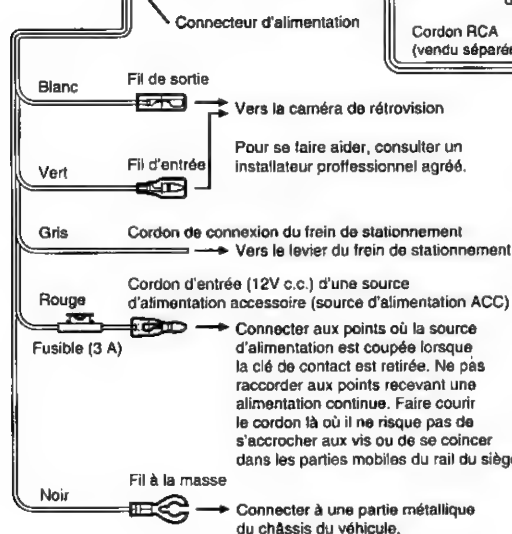 Connecteur d'alimentation
Cordon RCA
(vendu
Blanc
Fil de sortie
Vers la caméra de rétrovision
Pour se faire aider, consulter un
installateur proffessionnel agréé.
Vert
Fil d'entrée
Gris
Cordon de connexion du frein de stationnement
Vers le levier du frein de stationnement
Cordon d'entrée (12V c.c.) d'une source
d'alimentation accessoire (source d'alimentation ACC)
Rouge
Fusible (3 A)
Connecter aux points où la source
d'alimentation est coupée lorsque
la clé de contact est retirée. Ne pas
raccorder aux points recevant une
alimentation continue. Faire courir
le cordon là où il ne risque pas de
s'accrocher aux vis ou de se coincer
dans les parties mobiles du rail du
Noir
Fil à la masse
Connecter à une partie métallique
du châssis du véhicule.